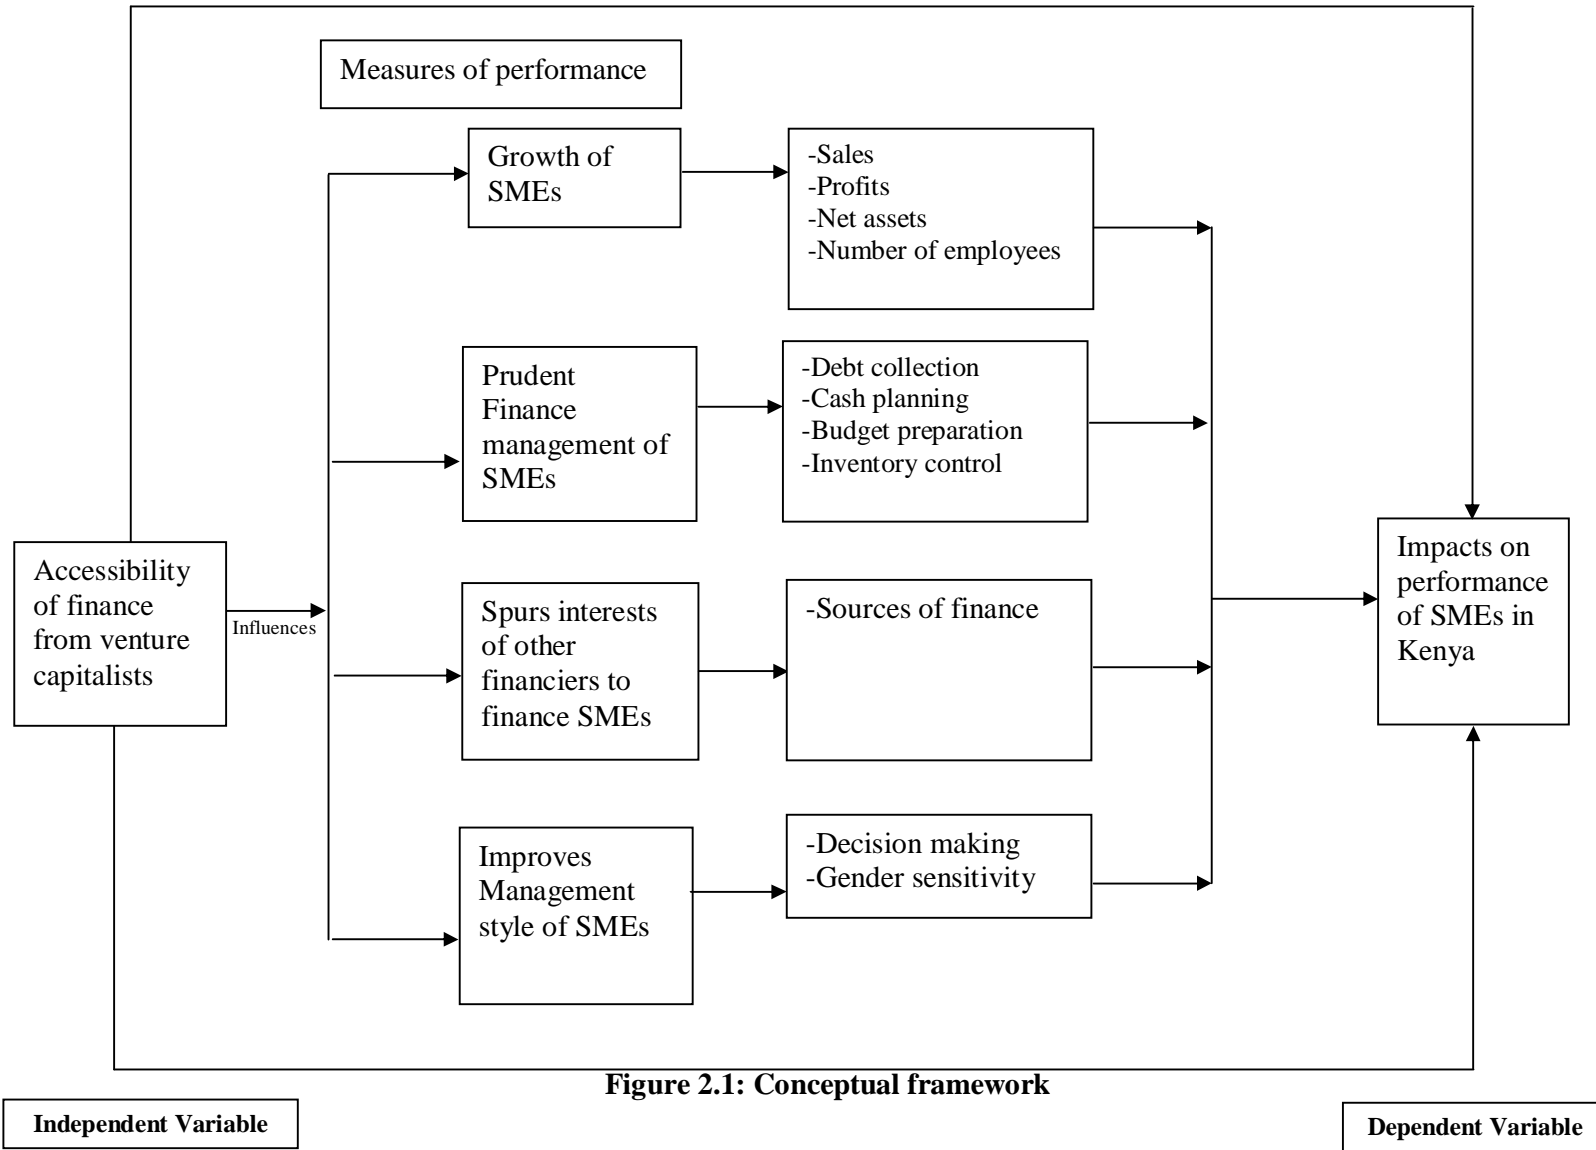 Measures of performance
Growth of
SMEs
-Sales
-Profits
-Net assets
-Number of employees
Prudent
Finance
management of
SMEs
-Debt collection
-Cash planning
-Budget preparation
-Inventory control
Accessibility
of finance
from venture
capitalists
Influences
Spurs interests
of other
financiers to
finance SMEs
-Sources of finance
Impacts on
performance
of SMEs in
Kenya
Improves
Management
style of SMEs
-Decision making
-Gender sensitivity
Figure 2.1: Conceptual framework
Independent Variable
Dependent Variable